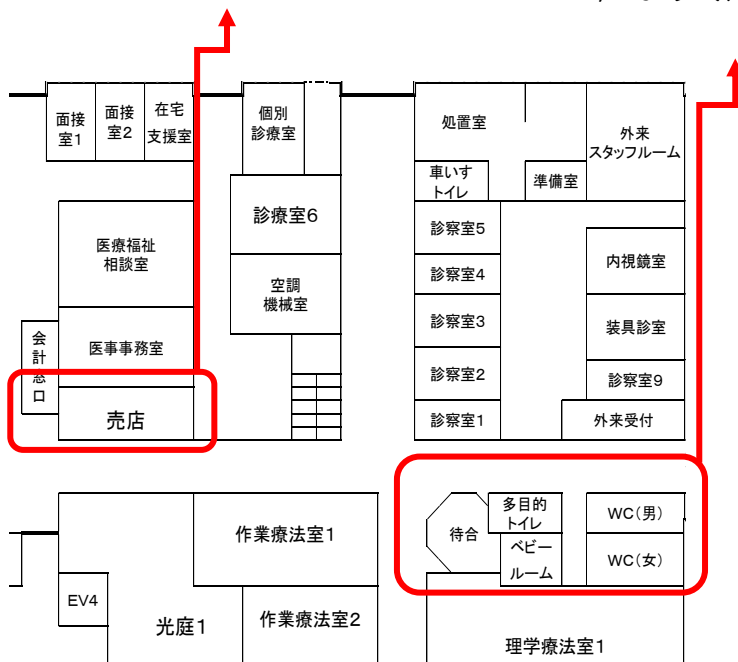 面接
室1
面接
室2
在宅
支援室
個別
診療室
処置室
外来
スタッフルーム
車いす
トイレ
準備室
診療室6
診察室5
医療福祉
相談室
内視鏡室
診察室4
空調
機械室
診察室3
装具診室
会計窓口
医事事務室
診察室2
診察室9
売店
診察室1
外来受付
作業療法室1
待合
多目的
トイレ
WC(男)
ベビー
ルーム
WC(女)
EV4
光庭1
作業療法室2
理学療法室1